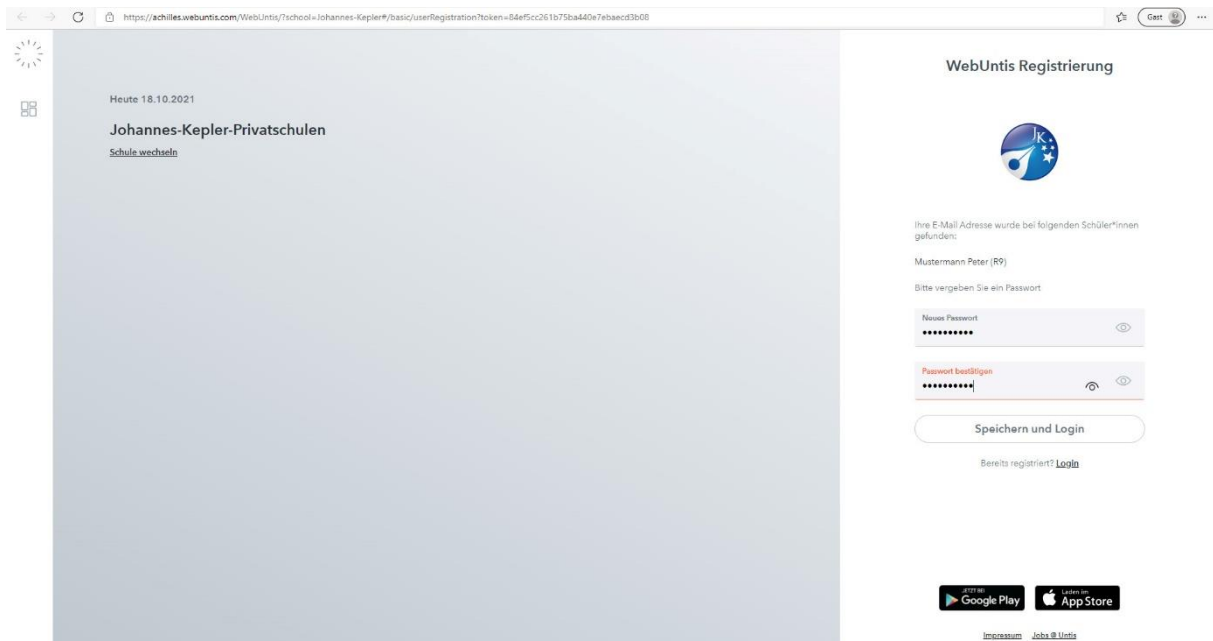 https://achilles.webuntis.com/WebUntis/?school=Johannes-Kepler#/basic/userRegistration?token=84ef5cc261b75ba440e7ebaecd3b08
Gast
Heute 18.10.2021
Johannes-Kepler-Privatschulen
Schule wechseln
WebUntis Registrierung
JK
Ihre E-Mail Adresse wurde bei folgenden Schüler*innen
gefunden:
Mustermann Peter (R9)
Bitte vergeben Sie ein Passwort
Neues Passwort
••••••••••
Passwort bestätigen
••••••••••
Speichern und Login
Bereits registriert? Login
JETZT BEI
Google Play
Laden im
App Store
Impressum Jobs @ Untis